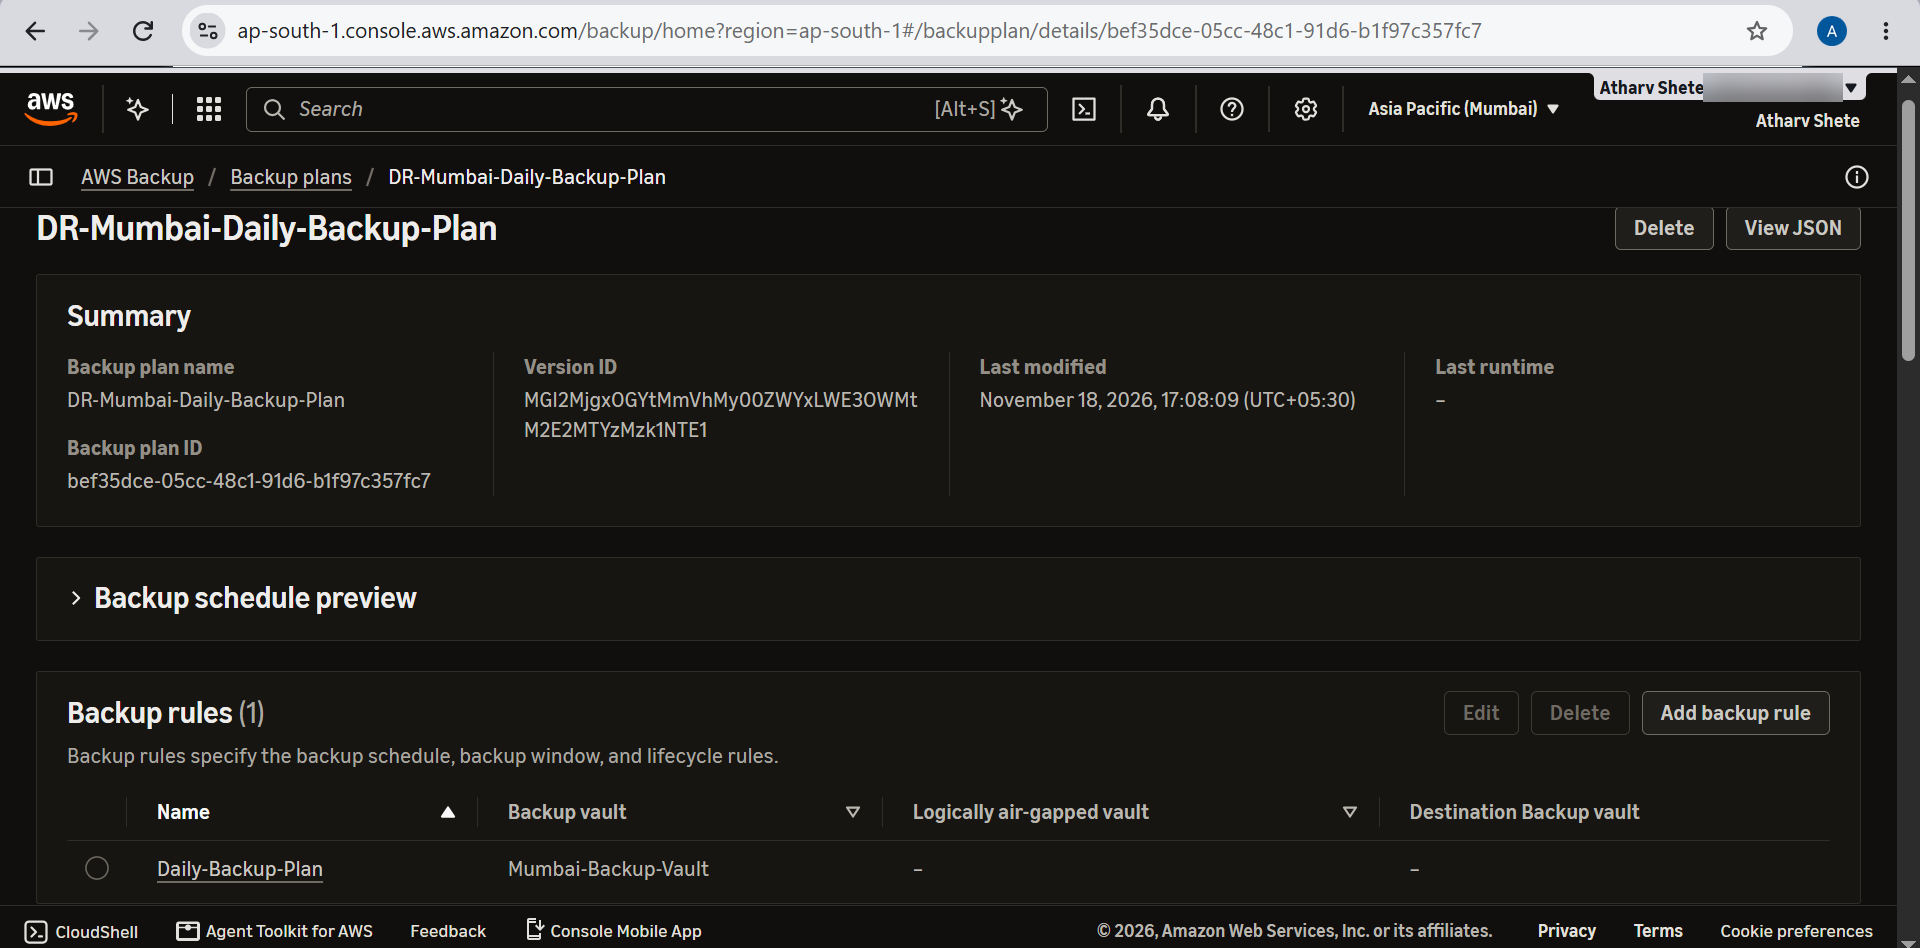 ap-south-1.console.aws.amazon.com/backup/home?region=ap-south-1#/backupplan/details/bef35dce-05cc-48c1-91d6-b1f97c357fc7
A
aws
Search
[Alt+S]
Asia Pacific (Mumbai)
Atharv Shete
Atharv Shete
AWS Backup / Backup plans / DR-Mumbai-Daily-Backup-Plan
DR-Mumbai-Daily-Backup-Plan
Delete
View JSON
Summary
Backup plan name
DR-Mumbai-Daily-Backup-Plan
Backup plan ID
bef35dce-05cc-48c1-91d6-b1f97c357fc7
Version ID
MGI2MjgxOGYtMmVhMy00ZWYxLWE3OWMt
M2E2MTYzMzk1NTE1
Last modified
November 18, 2026, 17:08:09 (UTC+05:30)
Last runtime
–
Backup schedule preview
Backup rules (1)
Edit
Delete
Add backup rule
Backup rules specify the backup schedule, backup window, and lifecycle rules.
Name
Backup vault
Logically air-gapped vault
Destination Backup vault
Daily-Backup-Plan
Mumbai-Backup-Vault
–
–
CloudShell
Agent Toolkit for AWS
Feedback
Console Mobile App
© 2026, Amazon Web Services, Inc. or its affiliates.
Privacy
Terms
Cookie preferences